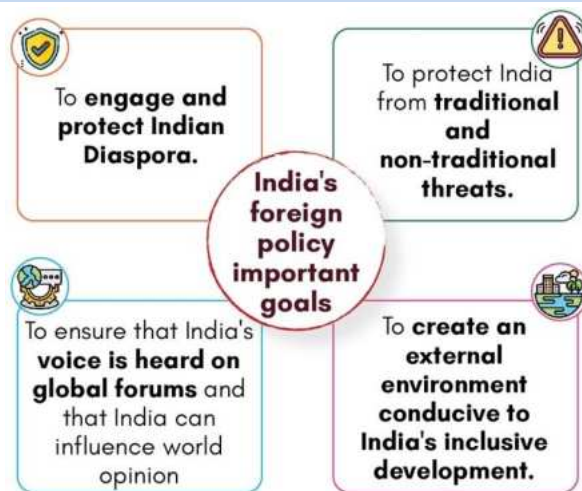 To engage and
protect Indian
Diaspora.
To protect India
from traditional
and
non-traditional
threats.
India's
foreign
policy
important
goals
To ensure that India's
voice is heard on
global forums and
that India can
influence world
opinion
To create an
external
environment
conducive to
India's inclusive
development.